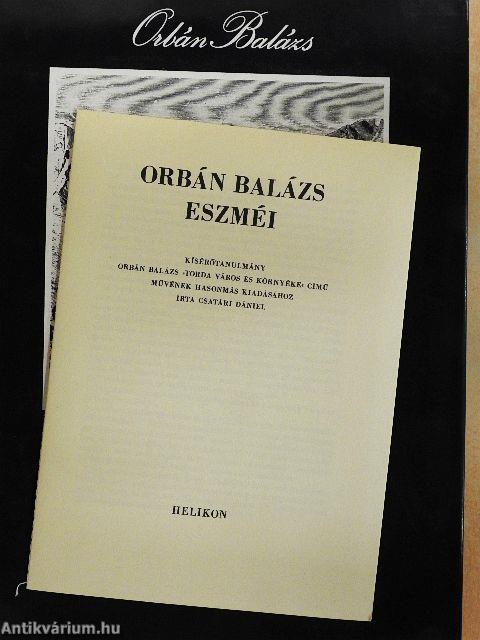 Orbán Balázs
ORBÁN BALÁZS
ESZMÉI
KÍSÉRŐTANULMÁNY
ORBÁN BALÁZS »TORDA VÁROS ÉS KÖRNYÉKE« CÍMŰ
MŰVÉNEK HASONMÁS KIADÁSÁHOZ
ÍRTA CSATÁRI DÁNIEL
HELIKON
Antikvárium.hu